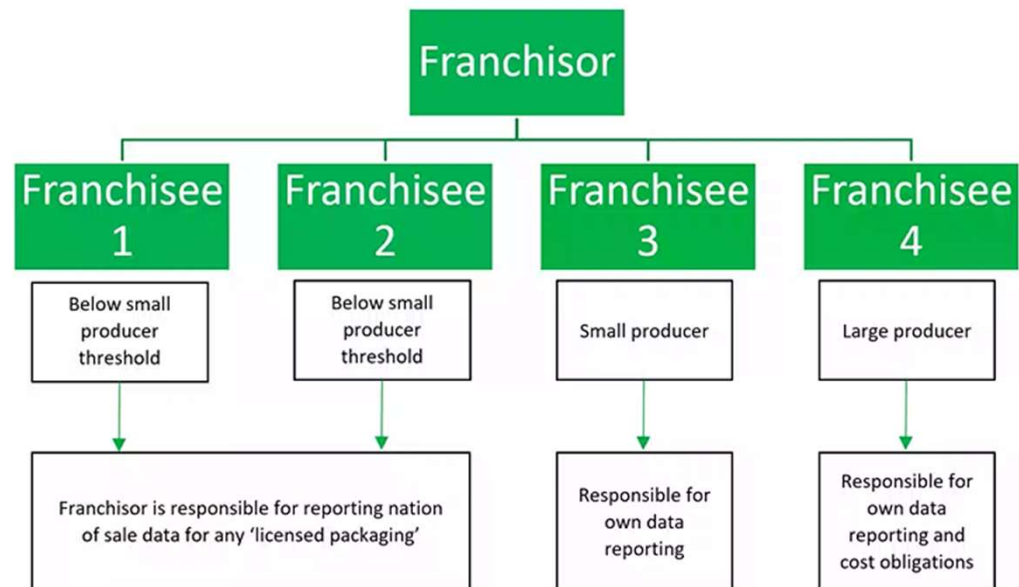 Franchisor
Franchisee
1
Franchisee
2
Franchisee
3
Franchisee
4
Below small
producer
threshold
Below small
producer
threshold
Small producer
Large producer
Franchisor is responsible for reporting nation
of sale data for any ‘licensed packaging’
Responsible for
own data
reporting
Responsible for
own data
reporting and
cost obligations